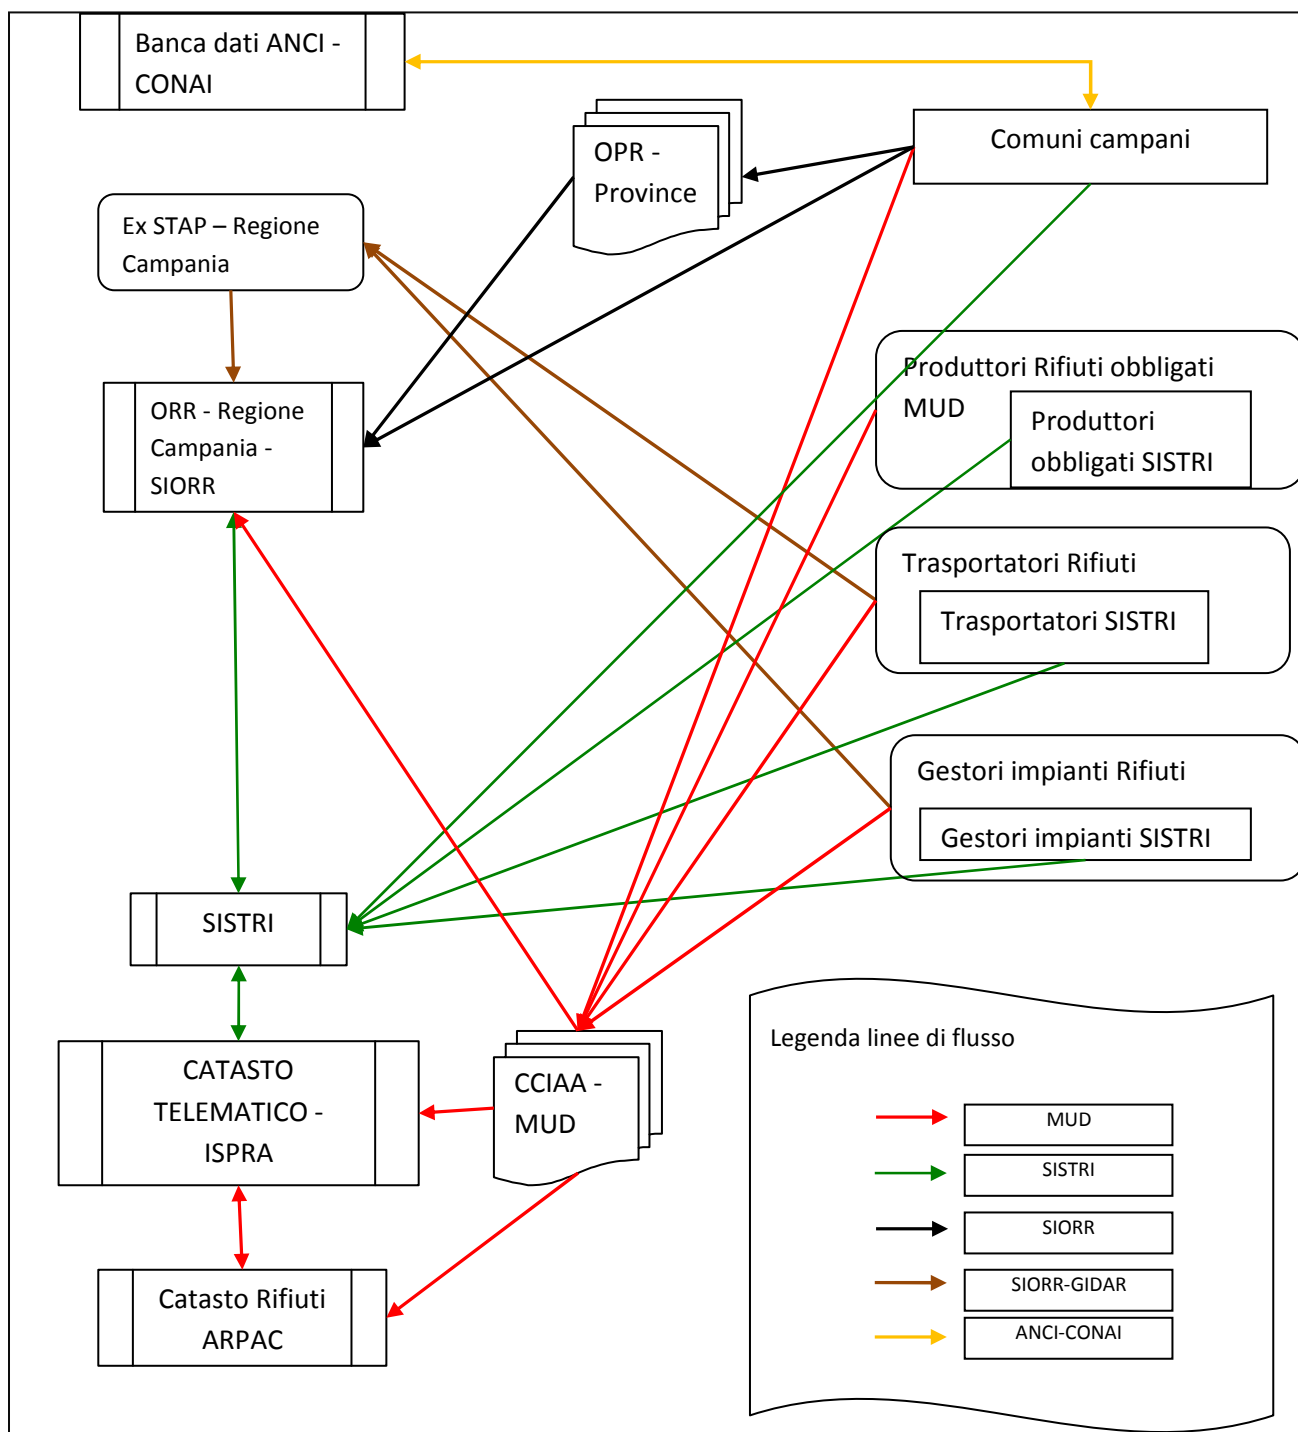 Banca dati ANCI -
CONAI
Comuni campani
OPR -
Province
Ex STAP – Regione
Campania
ORR - Regione
Campania -
SIORR
Produttori Rifiuti obbligati
MUD
Produttori
obbligati SISTRI
Trasportatori Rifiuti
Trasportatori SISTRI
Gestori impianti Rifiuti
Gestori impianti SISTRI
SISTRI
CATASTO
TELEMATICO -
ISPRA
CCIAA -
MUD
Catasto Rifiuti
ARPAC
Legenda linee di flusso
MUD
SISTRI
SIORR
SIORR-GIDAR
ANCI-CONAI